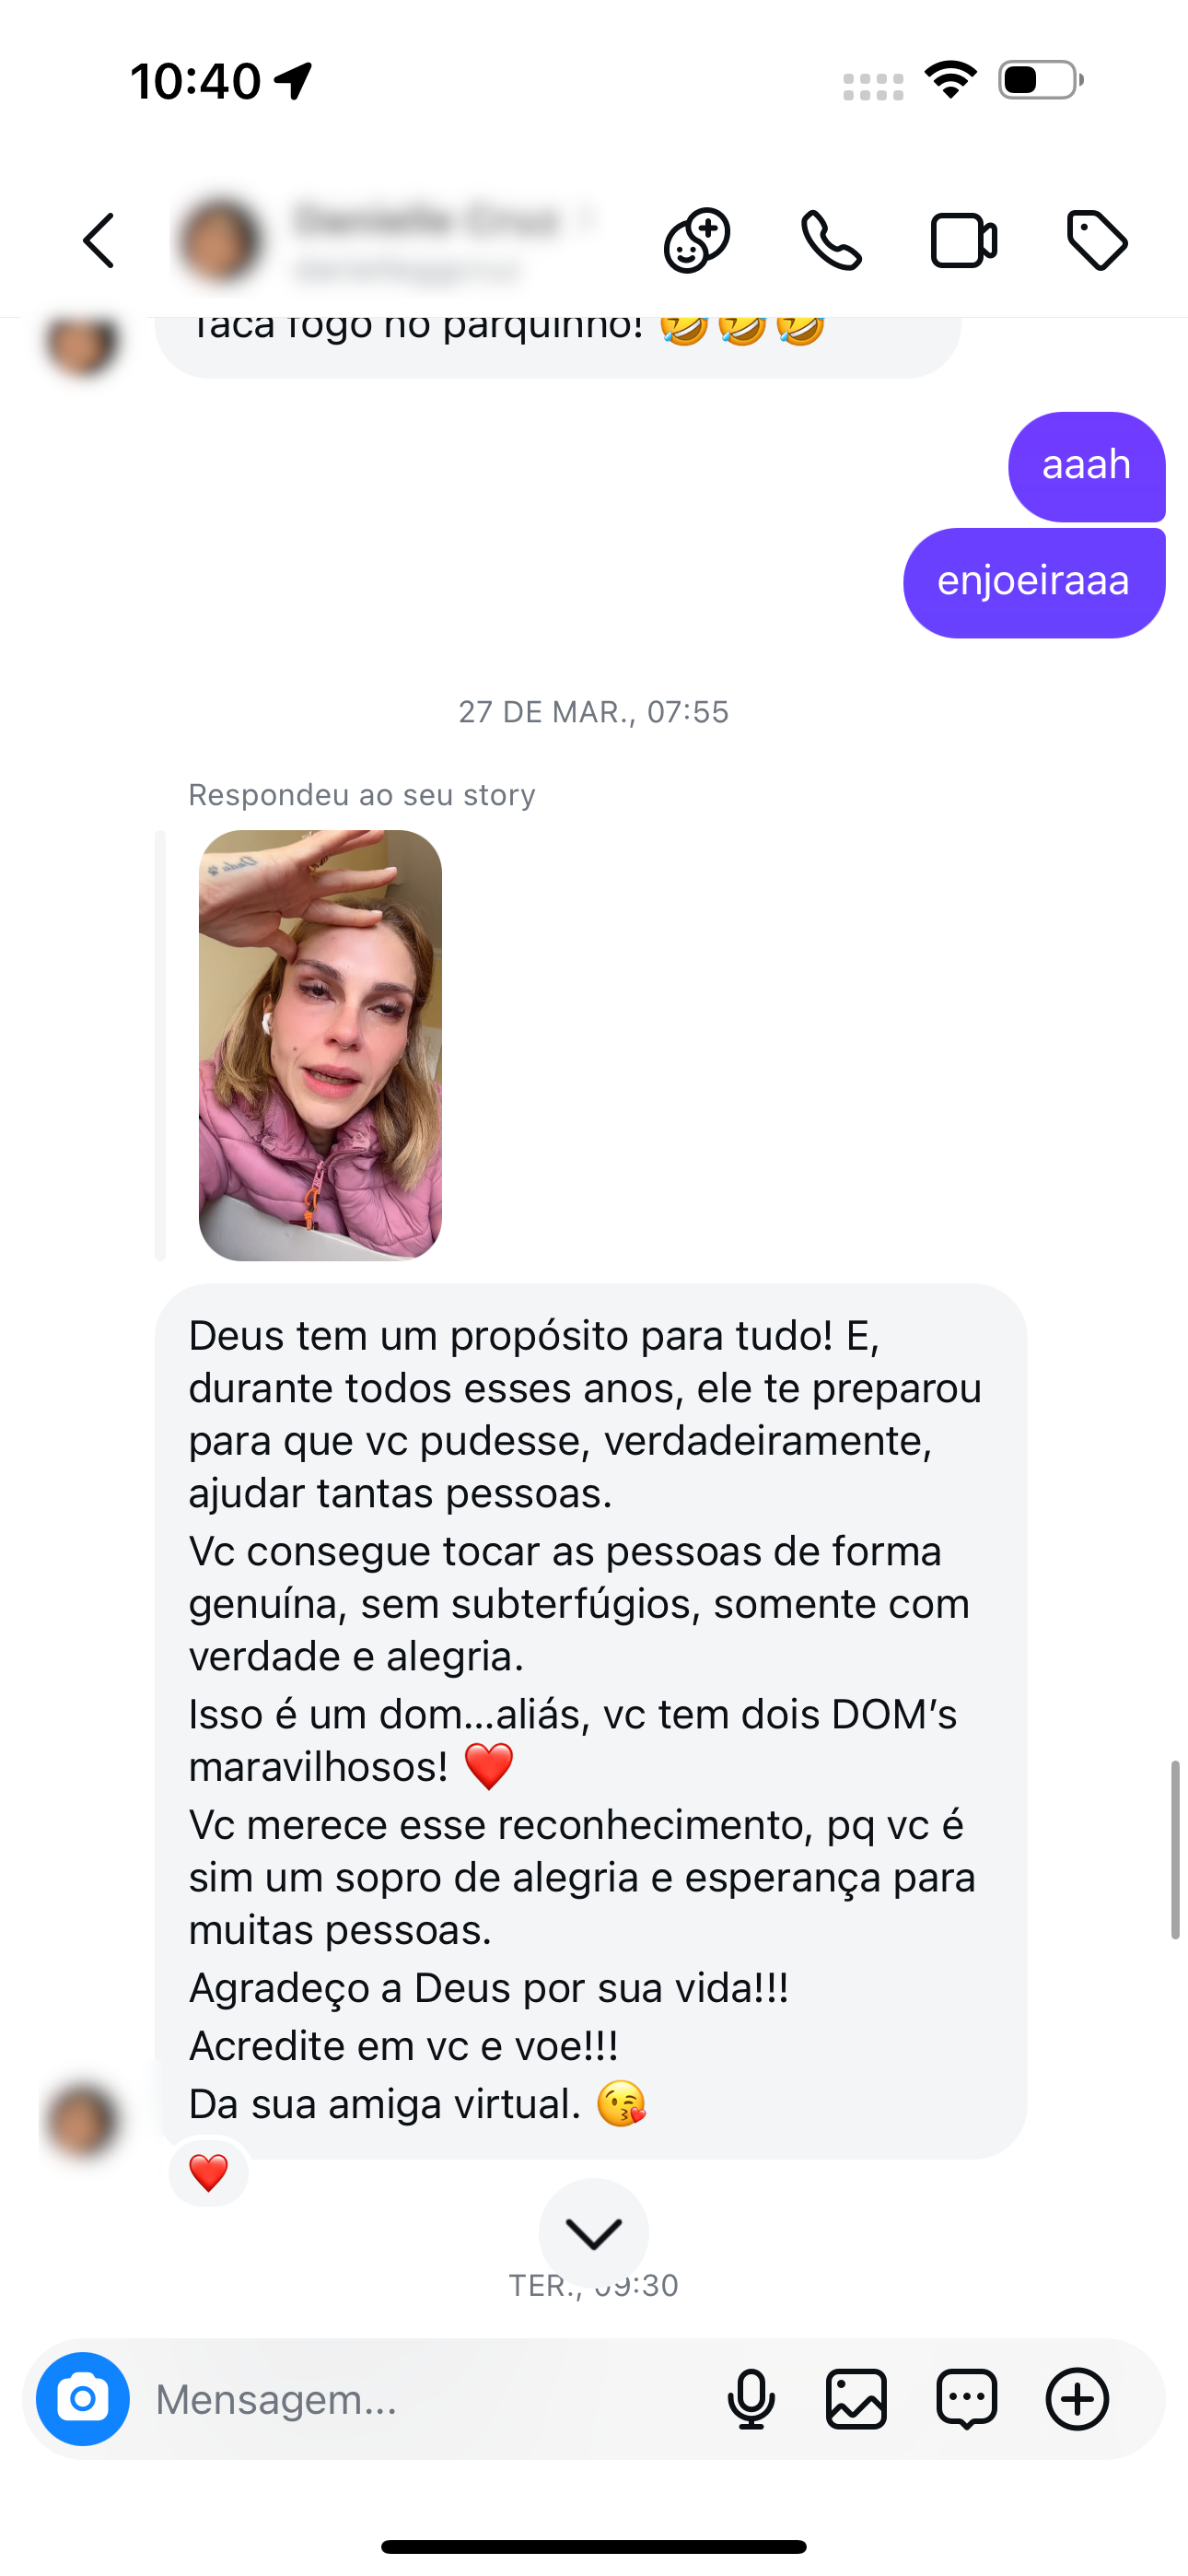 10:40
Taca fogo no parquinho! 🤣🤣🤣
aaah
enjoeiraaa
27 DE MAR., 07:55
Respondeu ao seu story
Deus tem um propósito para tudo! E,
durante todos esses anos, ele te preparou
para que vc pudesse, verdadeiramente,
ajudar tantas pessoas.
Vc consegue tocar as pessoas de forma
genuína, sem subterfúgios, somente com
verdade e alegria.
Isso é um dom...aliás, vc tem dois DOM’s
maravilhosos! ❤️
Vc merece esse reconhecimento, pq vc é
sim um sopro de alegria e esperança para
muitas pessoas.
Agradeço a Deus por sua vida!!!
Acredite em vc e voe!!!
Da sua amiga virtual. 😘
❤️
TER., 09:30
Mensagem...